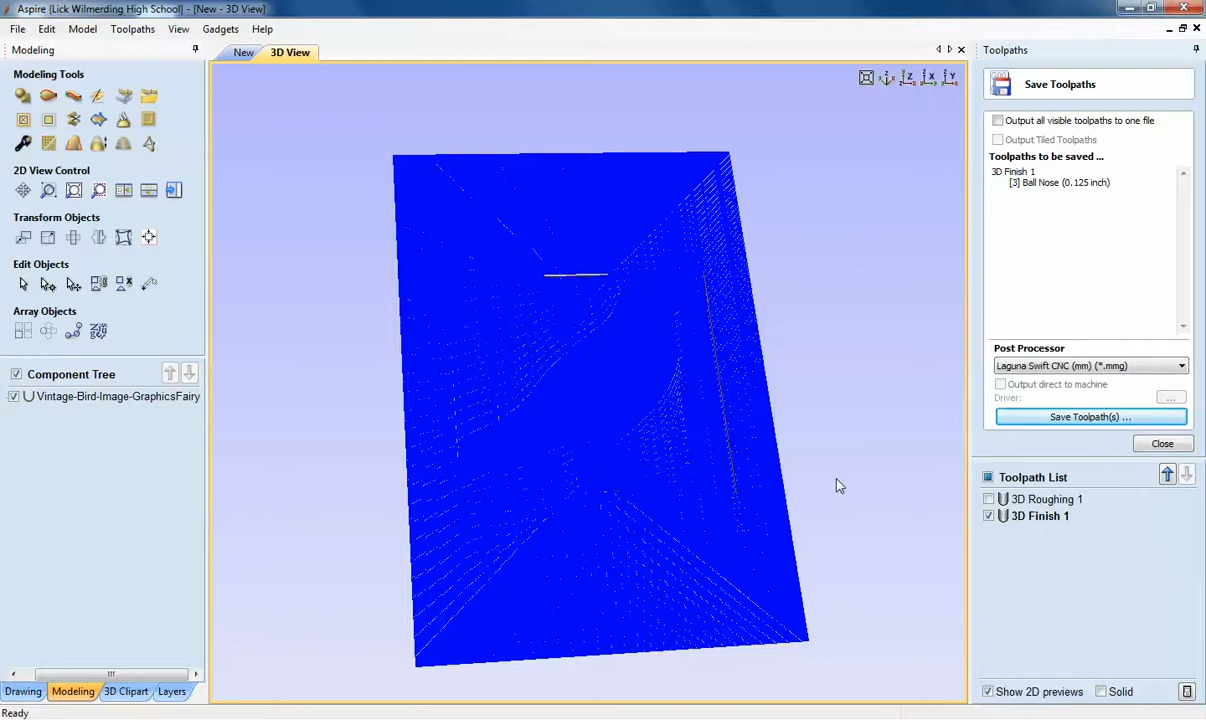 Aspire {Lick Wilmerding High School} - [New - 3D View]
File Edit Model Toolpaths View Gadgets Help
Modeling
New 3D View
Toolpaths
Modeling Tools
2D View Control
Transform Objects
Edit Objects
Array Objects
Component Tree
Vintage-Bird-Image-GraphicsFairy
Drawing Modeling 3D Clipart Layers
Z X Y
Save Toolpaths
Output all visible toolpaths to one file
Output Tiled Toolpaths
Toolpaths to be saved ...
3D Finish 1
[3] Ball Nose (0.125 inch)
Post Processor
Laguna Swift CNC (mm) (*.mmg)
Output direct to machine
Driver: ...
Save Toolpath(s) ...
Close
Toolpath List
3D Roughing 1
3D Finish 1
Show 2D previews Solid
Ready